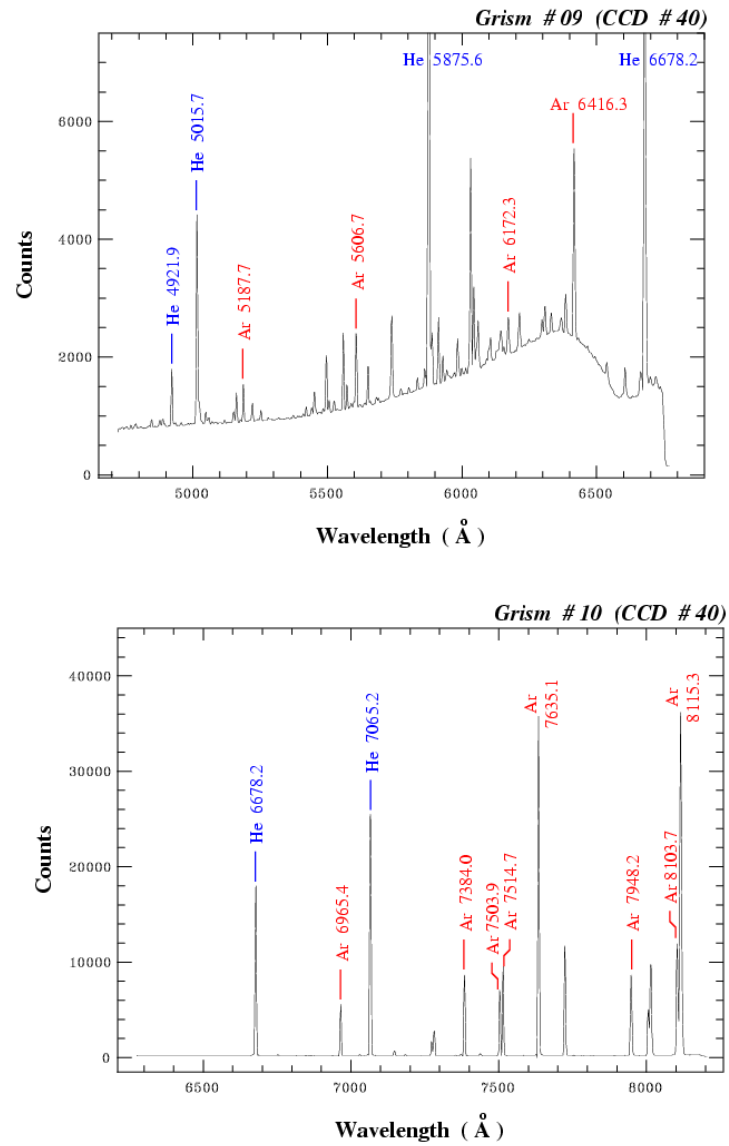 Grism # 09 (CCD # 40)
He 5875.6
He 6678.2
Ar 6416.3
He 5015.7
He 4921.9
Ar 5187.7
Ar 5606.7
Ar 6172.3
6000
4000
2000
0
Counts
5000
5500
6000
6500
Wavelength ( Å )
Grism # 10 (CCD # 40)
He 6678.2
Ar 6965.4
He 7065.2
Ar 7384.0
Ar 7503.9
Ar 7514.7
Ar
7635.1
Ar 7948.2
Ar 8103.7
Ar
8115.3
40000
30000
20000
10000
0
Counts
6500
7000
7500
8000
Wavelength ( Å )